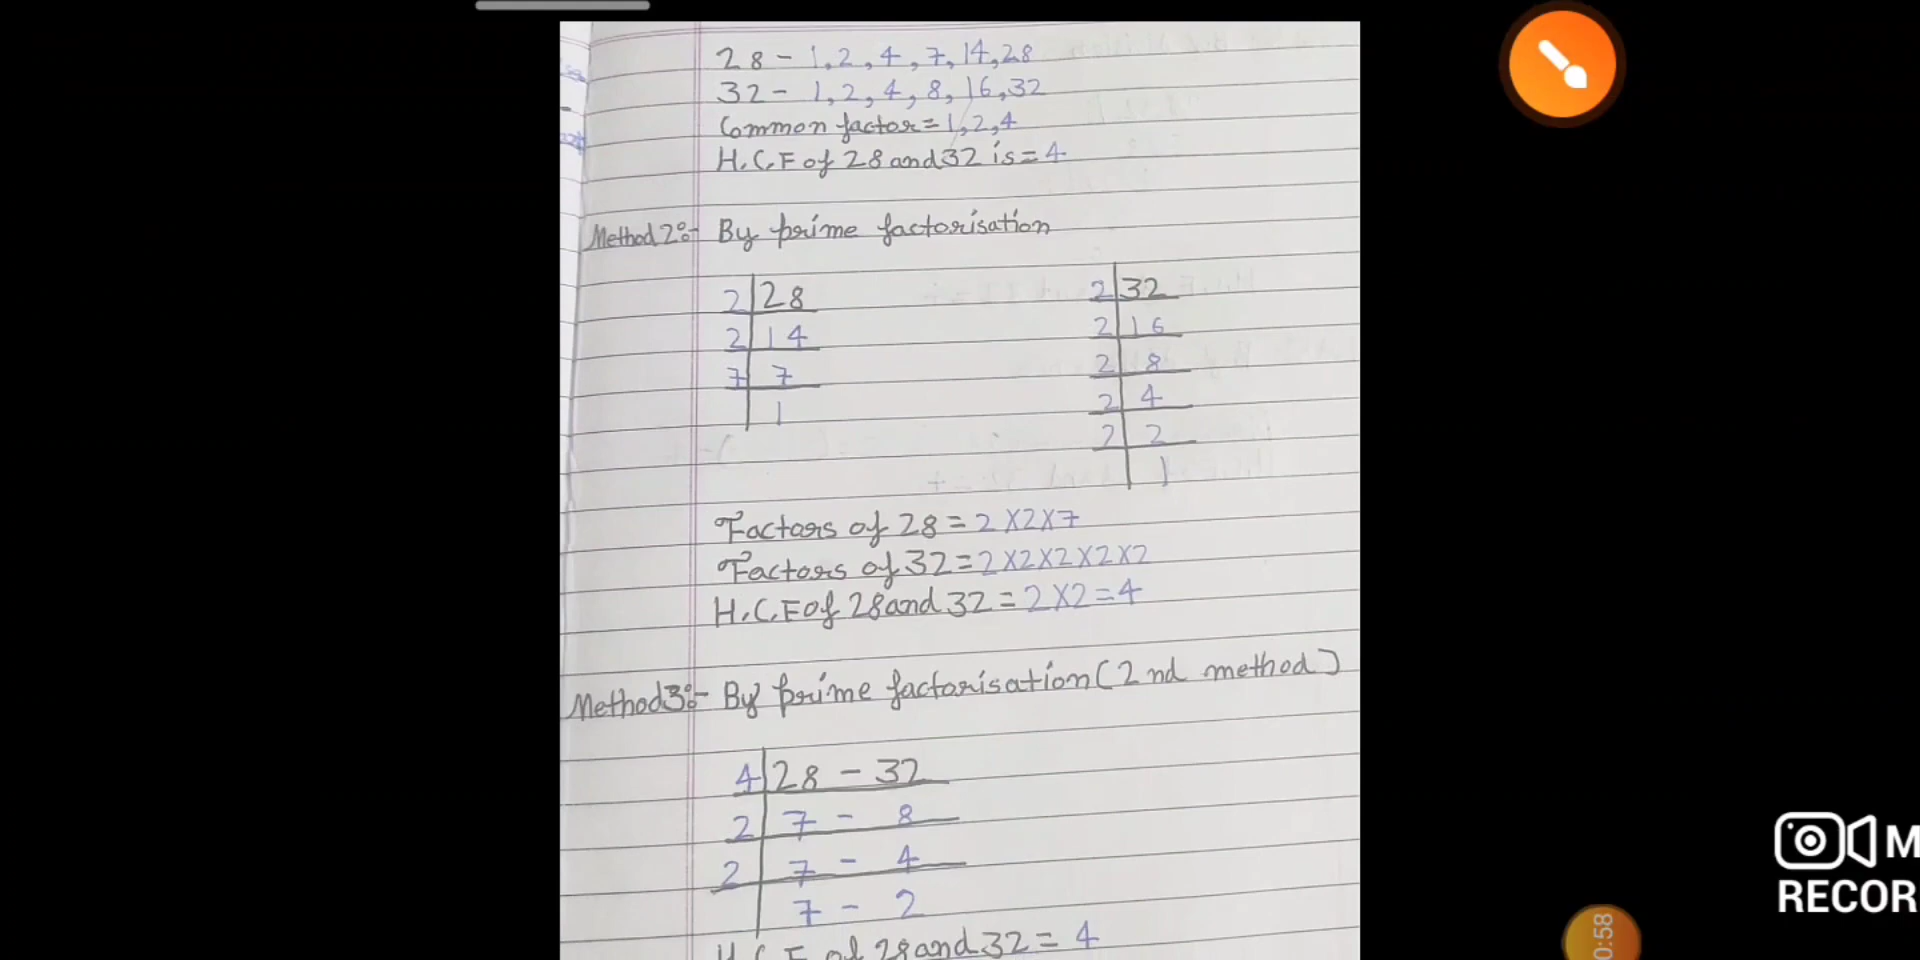 28 - 1, 2, 4, 7, 14, 28
32 - 1, 2, 4, 8, 16, 32
Common factor = 1, 2, 4
H.C.F of 28 and 32 is = 4
Method 2:- By prime factorisation
2 | 28
2 | 14
7 | 7
1
2 | 32
2 | 16
2 | 8
2 | 4
2 | 2
1
Factors of 28 = 2 X 2 X 7
Factors of 32 = 2 X 2 X 2 X 2 X 2
H.C.F of 28 and 32 = 2 X 2 = 4
Method 3:- By prime factorisation (2nd method)
4 | 28 - 32
2 | 7 - 8
2 | 7 - 4
7 - 2
H.C.F of 28 and 32 = 4
M
RECOR
0:58